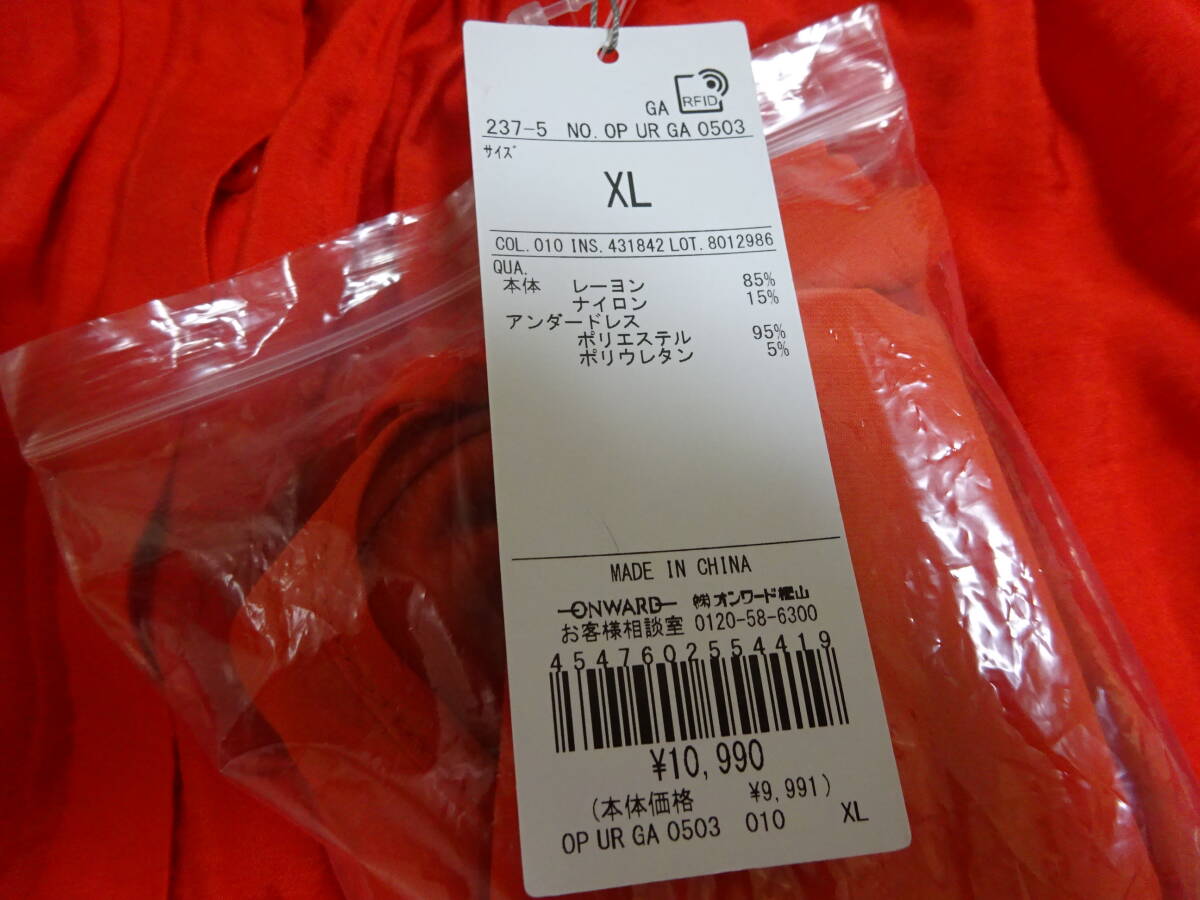 GA RFID
237-5 NO. OP UR GA 0503
サイズ
XL
COL. 010 INS. 431842 LOT. 8012986
QUA.
本体 レーヨン 85%
ナイロン 15%
アンダードレス
ポリエステル 95%
ポリウレタン 5%
MADE IN CHINA
ONWARD ㈱オンワード樫山
お客様相談室 0120-58-6300
4547602554419
¥10,990
(本体価格 ¥9,991)
OP UR GA 0503 010 XL